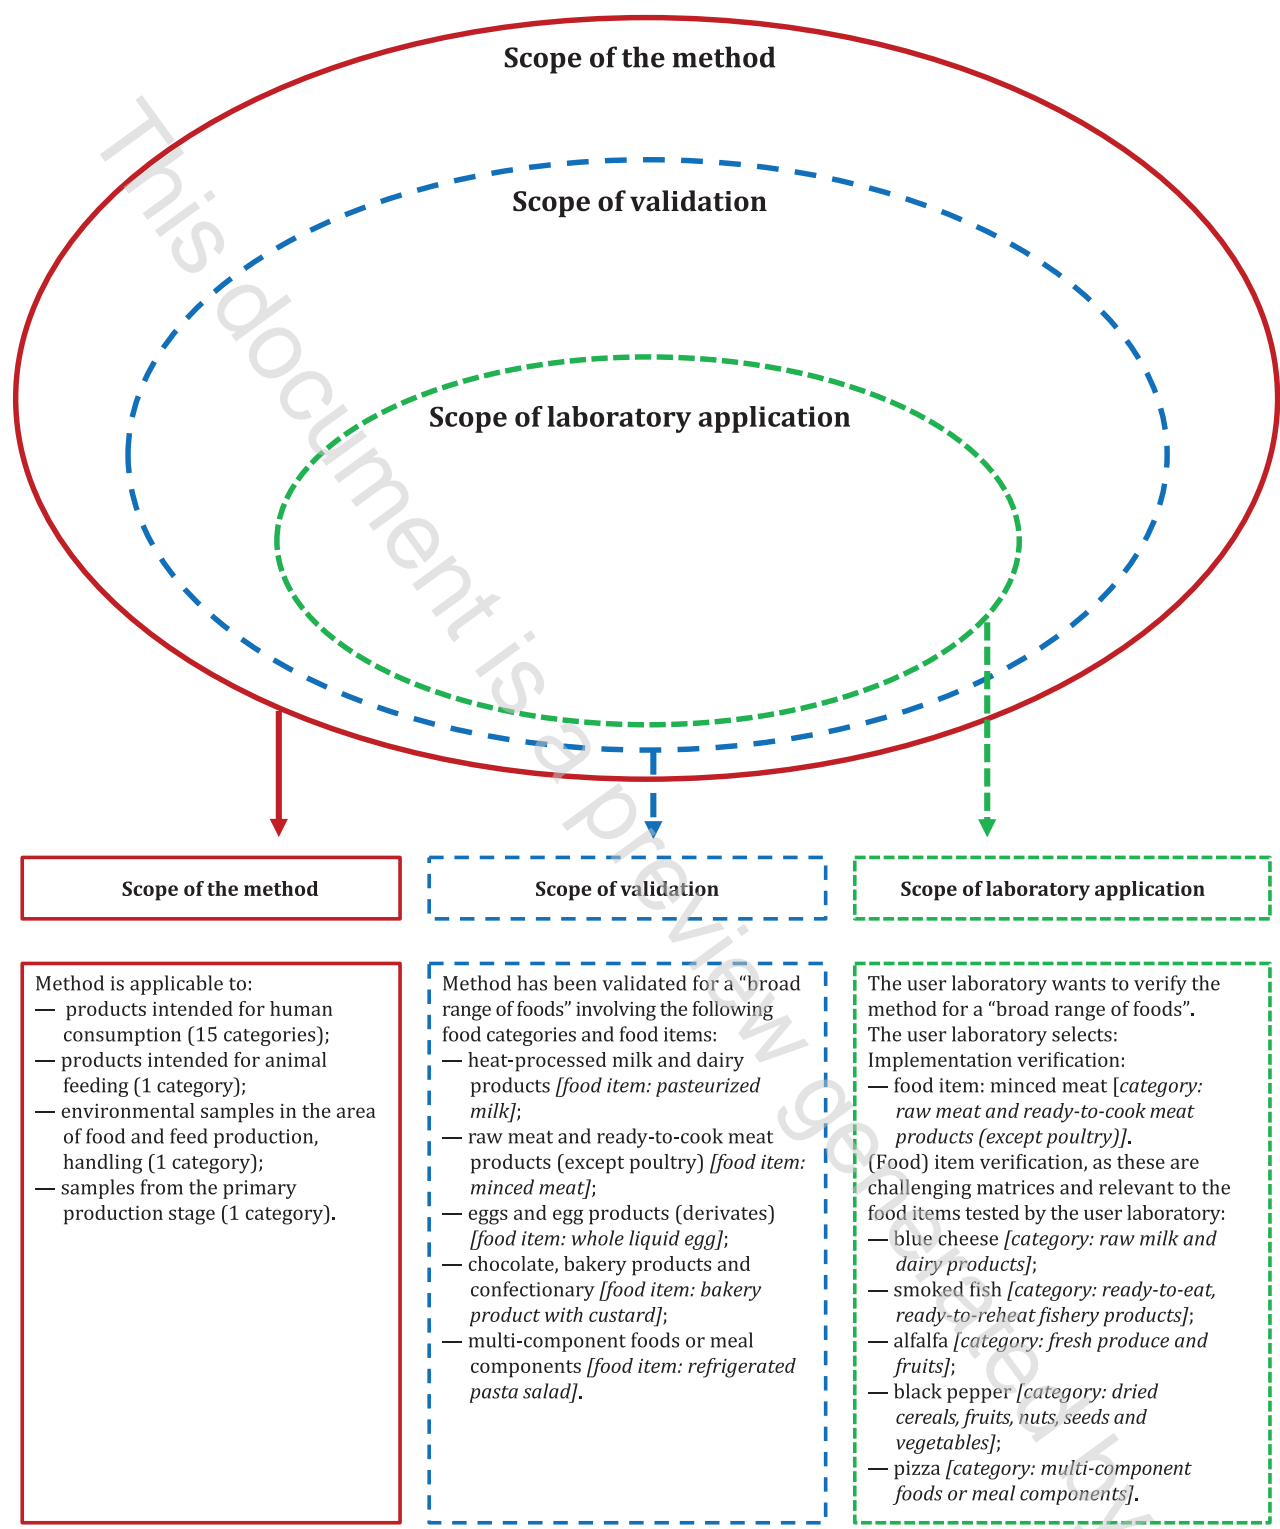 Scope of the method
Scope of validation
Scope of laboratory application
Scope of the method
Method is applicable to:
— products intended for human
consumption (15 categories);
— products intended for animal
feeding (1 category);
— environmental samples in the area
of food and feed production,
handling (1 category);
— samples from the primary
production stage (1 category).
Scope of validation
Method has been validated for a “broad
range of foods” involving the following
food categories and food items:
— heat-processed milk and dairy
products [food item: pasteurized
milk];
— raw meat and ready-to-cook meat
products (except poultry) [food item:
minced meat];
— eggs and egg products (derivates)
[food item: whole liquid egg];
— chocolate, bakery products and
confectionary [food item: bakery
product with custard];
— multi-component foods or meal
components [food item: refrigerated
pasta salad].
Scope of laboratory application
The user laboratory wants to verify the
method for a “broad range of foods”.
The user laboratory selects:
Implementation verification:
— food item: minced meat [category:
raw meat and ready-to-cook meat
products (except poultry)].
(Food) item verification, as these are
challenging matrices and relevant to the
food items tested by the user laboratory:
— blue cheese [category: raw milk and
dairy products];
— smoked fish [category: ready-to-eat,
ready-to-reheat fishery products];
— alfalfa [category: fresh produce and
fruits];
— black pepper [category: dried
cereals, fruits, nuts, seeds and
vegetables];
— pizza [category: multi-component
foods or meal components].
This document is a preview generated by